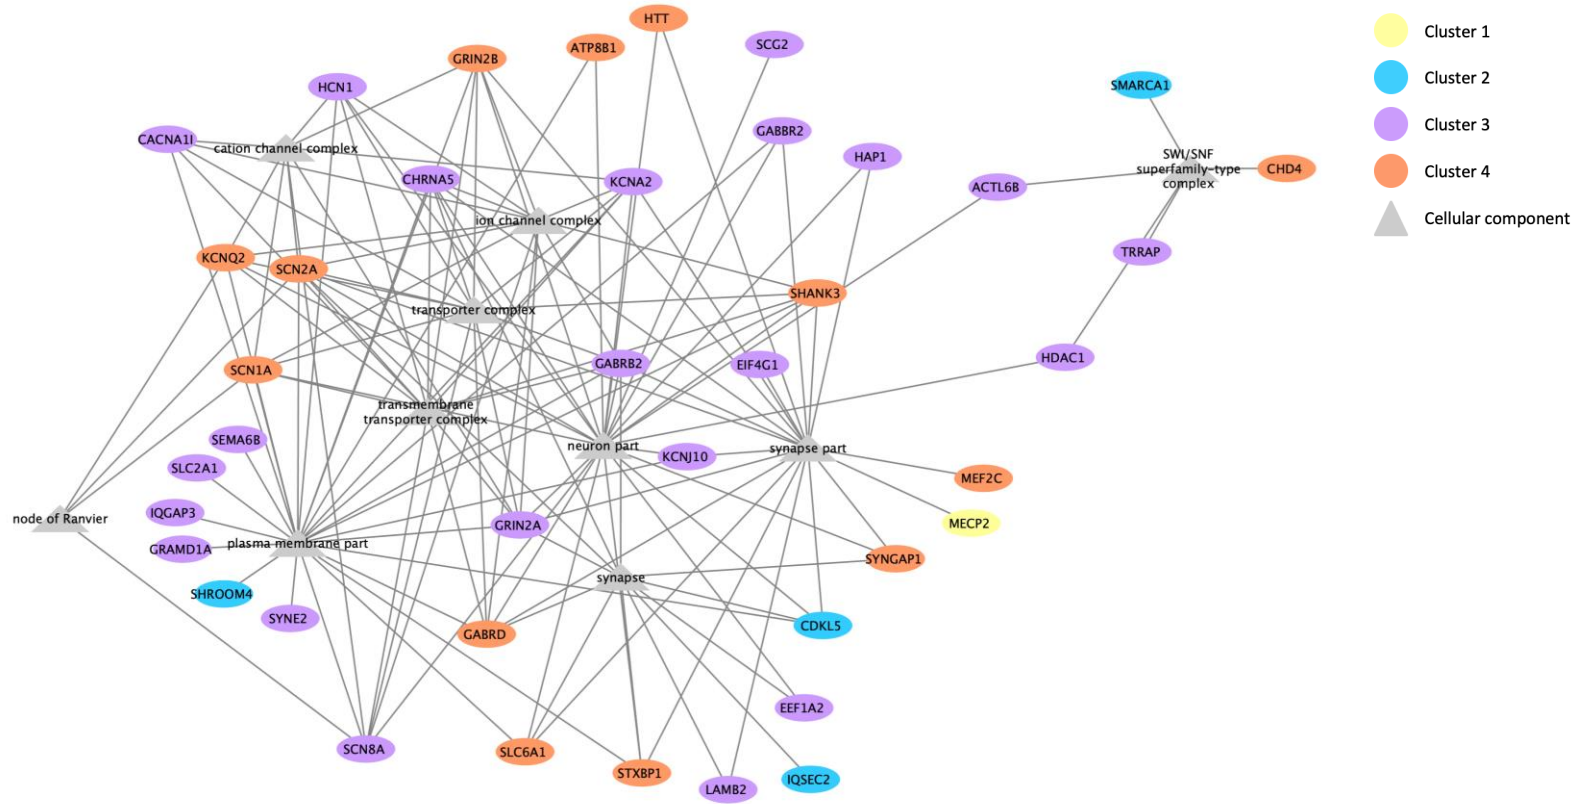 HTT
SCG2
ATP8B1
GRIN2B
HCN1
CACNA1I
cation channel complex
CHRNA5
KCNA2
GABBR2
HAP1
ion channel complex
KCNQ2
SCN2A
transporter complex
SHANK3
SCN1A
GABRB2
EIF4G1
transmembrane
transporter complex
neuron part
KCNJ10
synapse part
SEMA6B
SLC2A1
IQGAP3
GRAMD1A
SHROOM4
SYNE2
node of Ranvier
plasma membrane part
GRIN2A
synapse
MEF2C
MECP2
SYNGAP1
CDKL5
GABRD
EEF1A2
SCN8A
SLC6A1
STXBP1
LAMB2
IQSEC2
SMARCA1
SWI/SNF
superfamily-type
complex
CHD4
ACTL6B
TRRAP
HDAC1
Cluster 1
Cluster 2
Cluster 3
Cluster 4
Cellular component